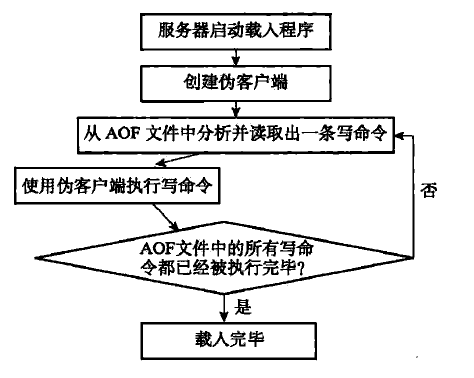 服务器启动载入程序
创建伪客户端
从 AOF 文件中分析并读取出一条写命令
使用伪客户端执行写命令
否
AOF文件中的所有写命
令都已经被执行完毕?
是
载入完毕